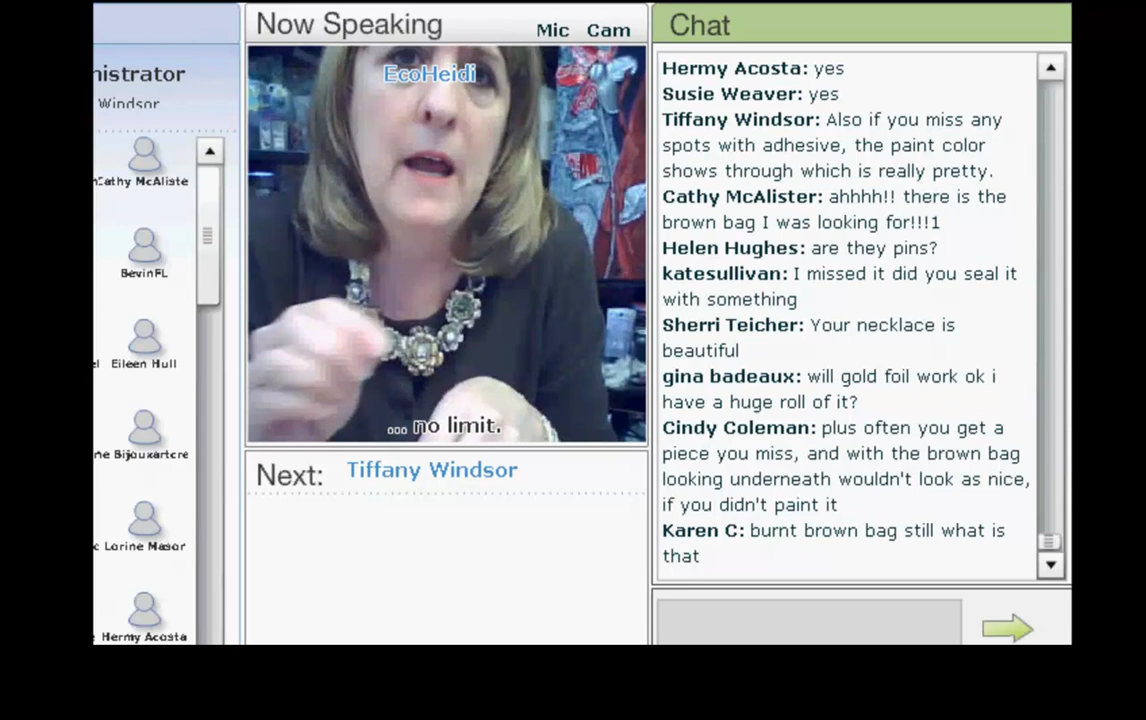 nistrator
Windsor
Cathy McAliste
BevinFL
Eileen Hull
Lorine Masor
Hermy Acosta
Now Speaking
Mic Cam
EcoHeidi
... no limit.
Next: Tiffany Windsor
Chat
Hermy Acosta: yes
Susie Weaver: yes
Tiffany Windsor: Also if you miss any
spots with adhesive, the paint color
shows through which is really pretty.
Cathy McAlister: ahhhh!! there is the
brown bag I was looking for!!!1
Helen Hughes: are they pins?
katesullivan: I missed it did you seal it
with something
Sherri Teicher: Your necklace is
beautiful
gina badeaux: will gold foil work ok i
have a huge roll of it?
Cindy Coleman: plus often you get a
piece you miss, and with the brown bag
looking underneath wouldn't look as nice,
if you didn't paint it
Karen C: burnt brown bag still what is
that